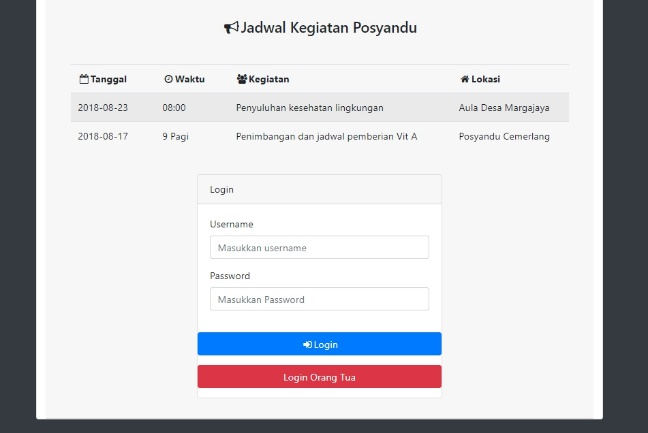 Jadwal Kegiatan Posyandu
Tanggal Waktu Kegiatan Lokasi
2018-08-23 08:00 Penyuluhan kesehatan lingkungan Aula Desa Margajaya
2018-08-17 9 Pagi Penimbangan dan jadwal pemberian Vit A Posyandu Cemerlang
Login
Username
Masukkan username
Password
Masukkan Password
Login
Login Orang Tua